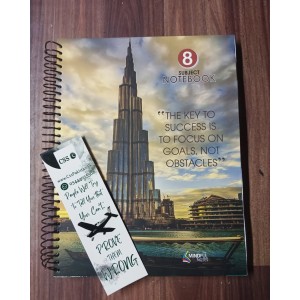 8
SUBJECT
NOTEBOOK
"THE KEY TO
SUCCESS IS
TO FOCUS ON
GOALS, NOT
OBSTACLES"
MINDFUL
CSS
People Will Try
To Tell You that
You Can't
PROVE
THEM
WRONG